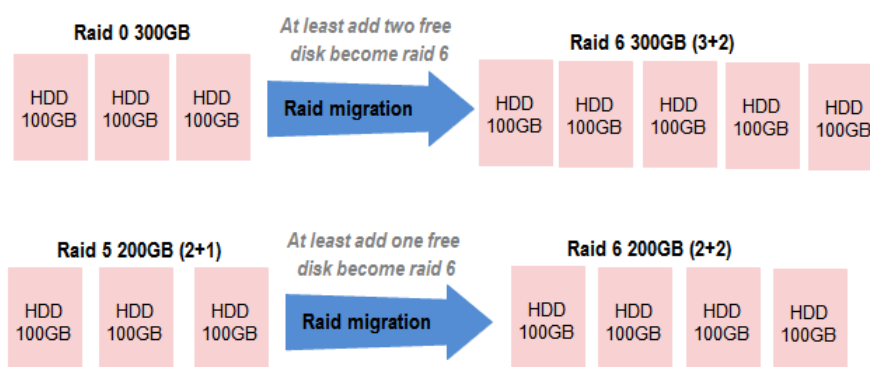 Raid 0 300GB
At least add two free
disk become raid 6
Raid 6 300GB (3+2)
HDD
100GB
HDD
100GB
HDD
100GB
Raid migration
HDD
100GB
HDD
100GB
HDD
100GB
HDD
100GB
HDD
100GB
Raid 5 200GB (2+1)
At least add one free
disk become raid 6
Raid 6 200GB (2+2)
HDD
100GB
HDD
100GB
HDD
100GB
Raid migration
HDD
100GB
HDD
100GB
HDD
100GB
HDD
100GB